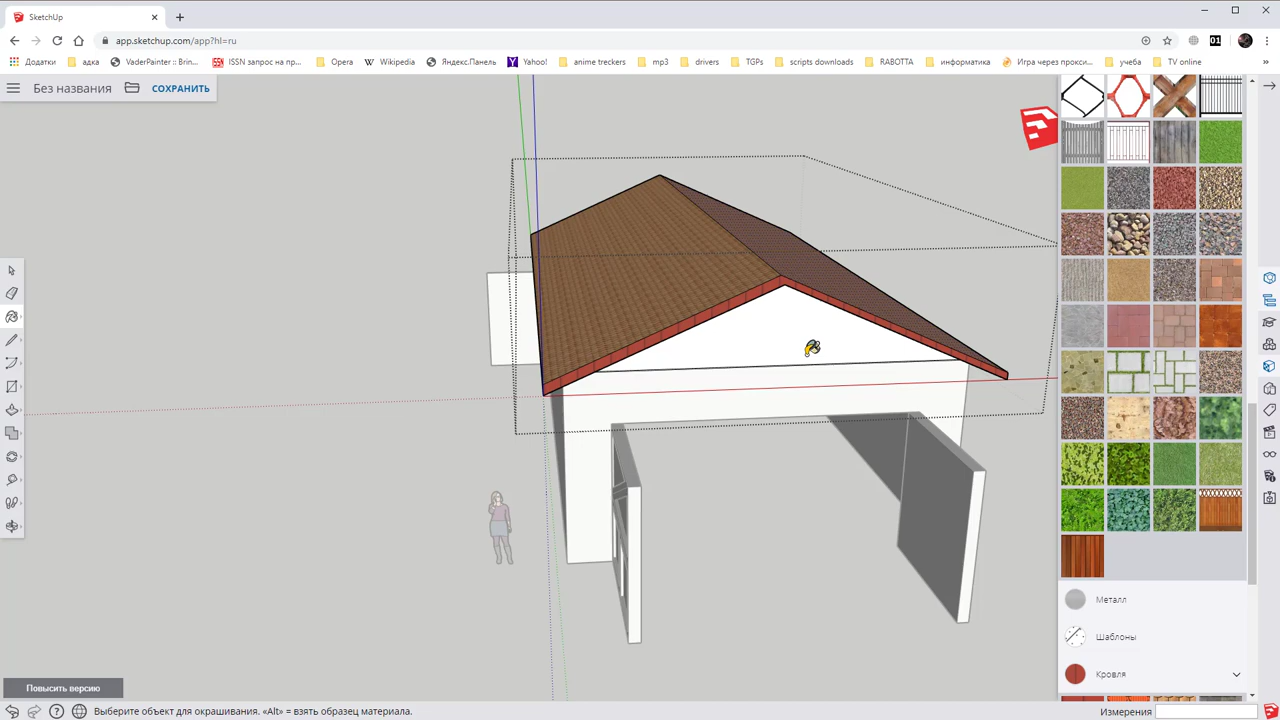 SketchUp
app.sketchup.com/app?hl=ru
01
Додатки
адка
VaderPainter :: Brin...
ISSN запрос на пр...
Opera
Wikipedia
Яндекс.Панель
Yahoo!
anime treckers
mp3
drivers
TGPs
scripts downloads
RABOTTA
информатика
Игра через прокси...
учеба
TV online
»
Без названия
СОХРАНИТЬ
Металл
Шаблоны
Кровля
Повысить версию
Выберите объект для окрашивания. «Alt» = взять образец материала.
Измерения